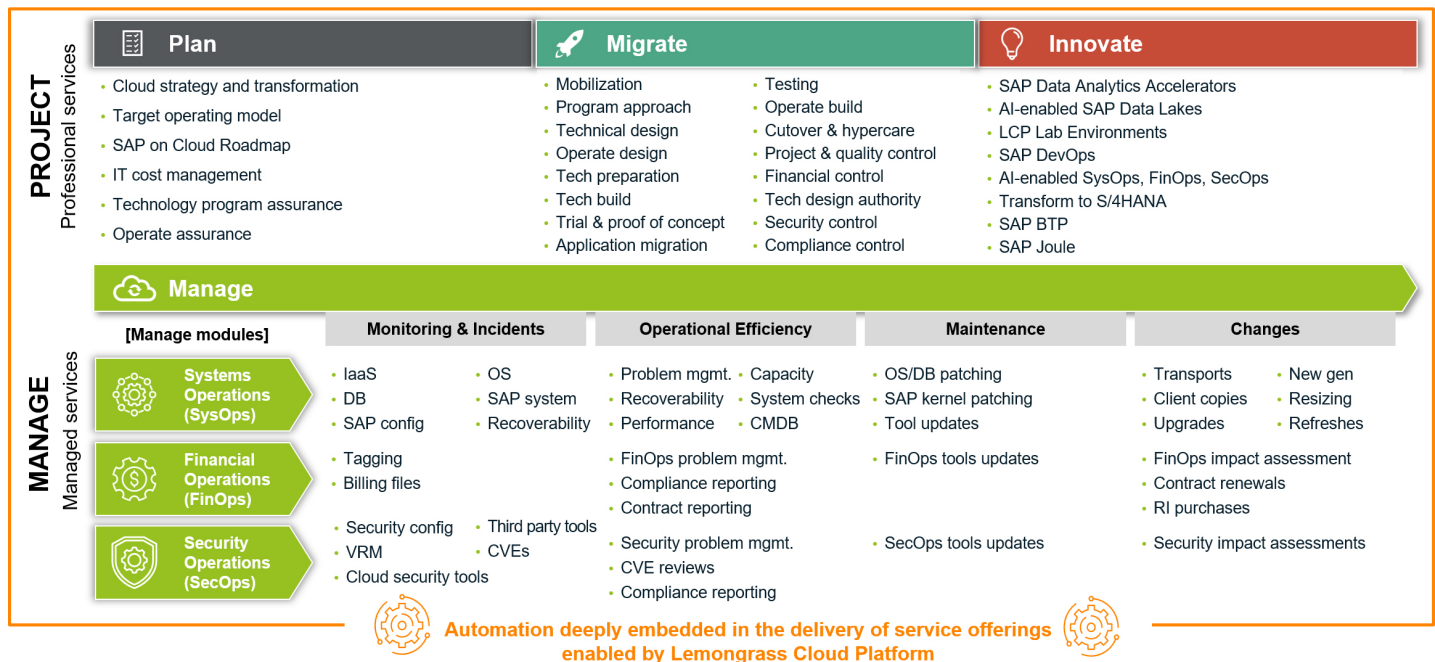 PROJECT
Professional services
Plan
• Cloud strategy and transformation
• Target operating model
• SAP on Cloud Roadmap
• IT cost management
• Technology program assurance
• Operate assurance
Migrate
• Mobilization
• Program approach
• Technical design
• Operate design
• Tech preparation
• Tech build
• Trial & proof of concept
• Application migration
• Testing
• Operate build
• Cutover & hypercare
• Project & quality control
• Financial control
• Tech design authority
• Security control
• Compliance control
Innovate
• SAP Data Analytics Accelerators
• AI-enabled SAP Data Lakes
• LCP Lab Environments
• SAP DevOps
• AI-enabled SysOps, FinOps, SecOps
• Transform to S/4HANA
• SAP BTP
• SAP Joule
MANAGE
Managed services
Manage
[Manage modules]
Monitoring & Incidents
Operational Efficiency
Maintenance
Changes
Systems
Operations
(SysOps)
• IaaS
• DB
• SAP config
• OS
• SAP system
• Recoverability
• Problem mgmt.
• Recoverability
• Performance
• Capacity
• System checks
• CMDB
• OS/DB patching
• SAP kernel patching
• Tool updates
• Transports
• Client copies
• Upgrades
• New gen
• Resizing
• Refreshes
Financial
Operations
(FinOps)
$
• Tagging
• Billing files
• FinOps problem mgmt.
• Compliance reporting
• Contract reporting
• FinOps tools updates
• FinOps impact assessment
• Contract renewals
• RI purchases
Security
Operations
(SecOps)
• Security config
• VRM
• Cloud security tools
• Third party tools
• CVEs
• Security problem mgmt.
• CVE reviews
• Compliance reporting
• SecOps tools updates
• Security impact assessments
Automation deeply embedded in the delivery of service offerings
enabled by Lemongrass Cloud Platform